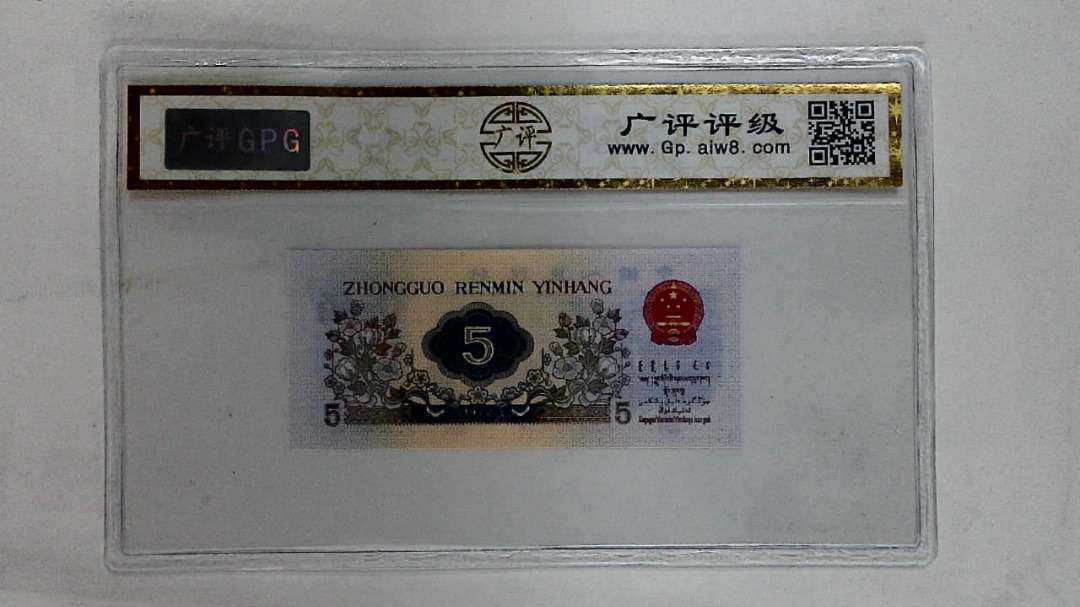 广评GPG
广评
广评评级
www.Gp.aiw8.com
ZHONGGUO RENMIN YINHANG
5
5
5